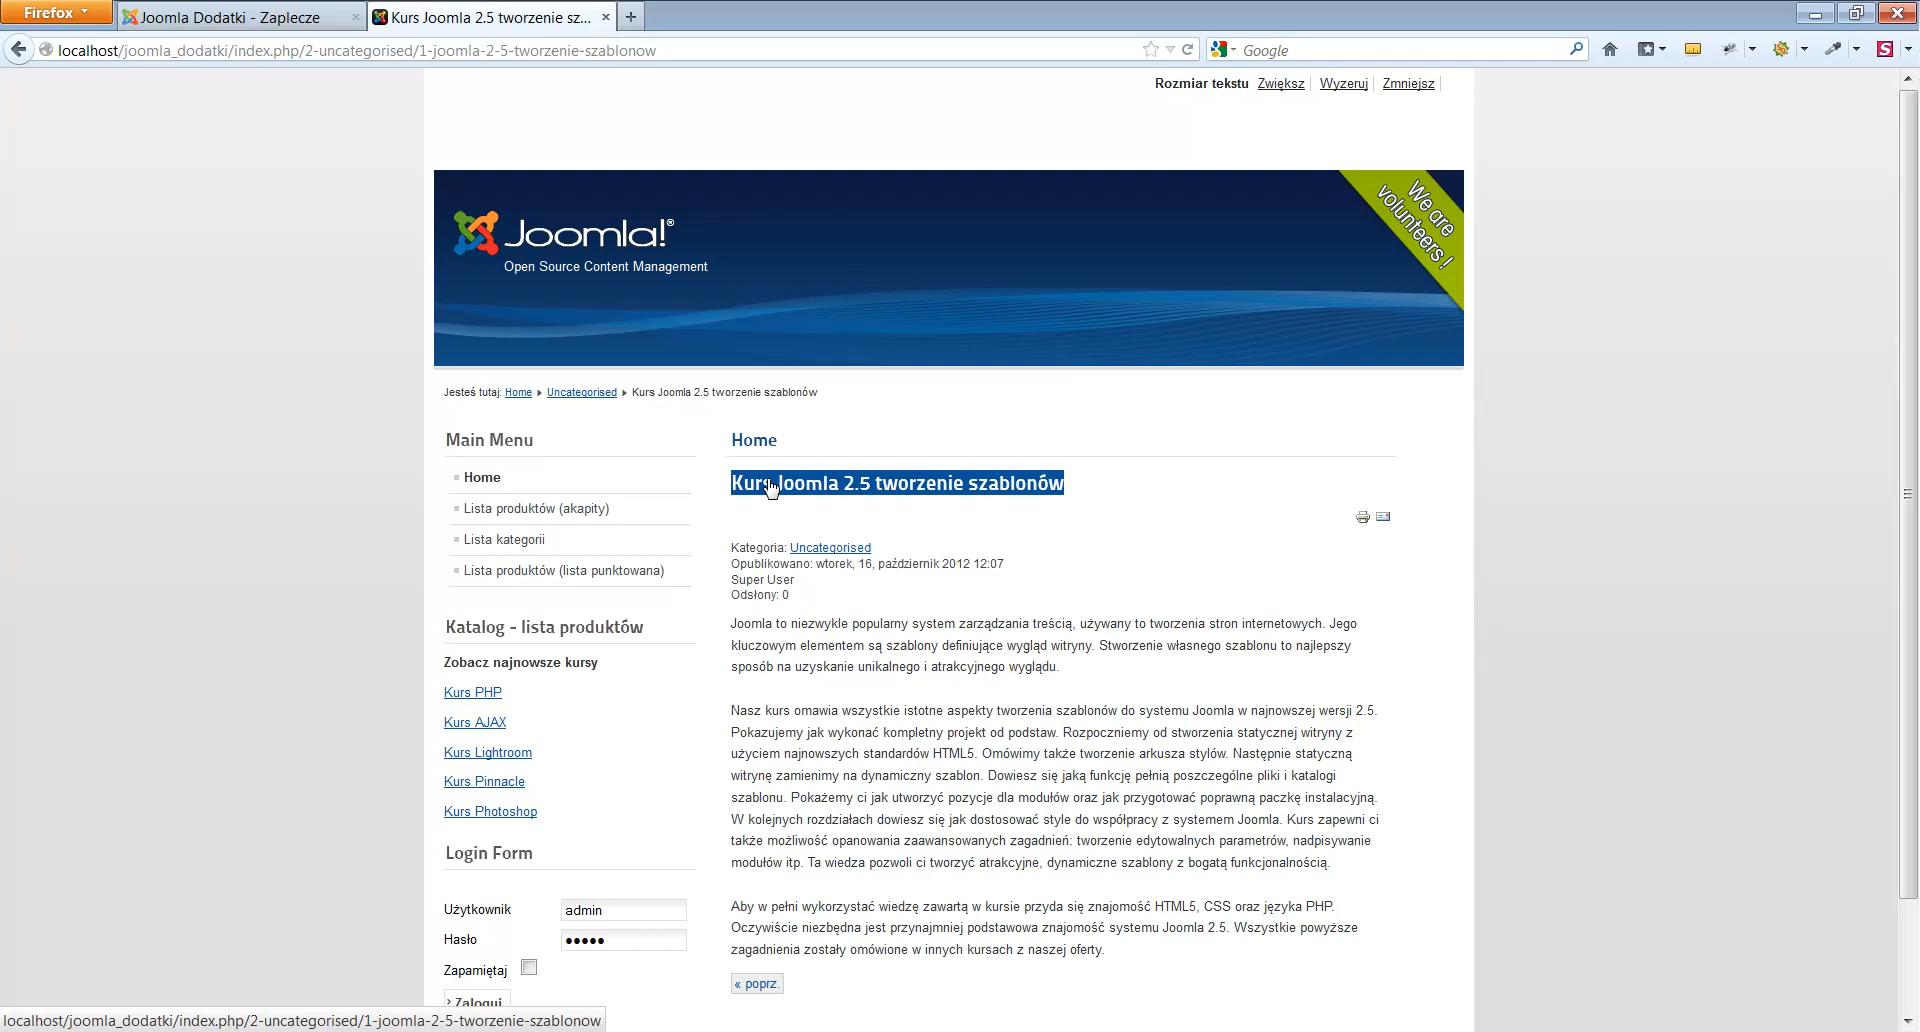 Firefox
Joomla Dodatki - Zaplecze
Kurs Joomla 2.5 tworzenie sz...
localhost/joomla_dodatki/index.php/2-uncategorised/1-joomla-2-5-tworzenie-szablonow
Google
Rozmiar tekstu Zwiększ Wyzeruj Zmniejsz
Joomla!®
Open Source Content Management
We are
volunteers !
Jesteś tutaj: Home Uncategorised Kurs Joomla 2.5 tworzenie szablonów
Main Menu
Home
Lista produktów (akapity)
Lista kategorii
Lista produktów (lista punktowana)
Katalog - lista produktów
Zobacz najnowsze kursy
Kurs PHP
Kurs AJAX
Kurs Lightroom
Kurs Pinnacle
Kurs Photoshop
Login Form
Użytkownik admin
Hasło •••••
Zapamiętaj
› Zaloguj
Home
Kurs Joomla 2.5 tworzenie szablonów
Kategoria: Uncategorised
Opublikowano: wtorek, 16, październik 2012 12:07
Super User
Odsłony: 0
Joomla to niezwykle popularny system zarządzania treścią, używany to tworzenia stron internetowych. Jego
kluczowym elementem są szablony definiujące wygląd witryny. Stworzenie własnego szablonu to najlepszy
sposób na uzyskanie unikalnego i atrakcyjnego wyglądu.
Nasz kurs omawia wszystkie istotne aspekty tworzenia szablonów do systemu Joomla w najnowszej wersji 2.5.
Pokazujemy jak wykonać kompletny projekt od podstaw. Rozpoczniemy od stworzenia statycznej witryny z
użyciem najnowszych standardów HTML5. Omówimy także tworzenie arkusza stylów. Następnie statyczną
witrynę zamienimy na dynamiczny szablon. Dowiesz się jaką funkcję pełnią poszczególne pliki i katalogi
szablonu. Pokażemy ci jak utworzyć pozycje dla modułów oraz jak przygotować poprawną paczkę instalacyjną.
W kolejnych rozdziałach dowiesz się jak dostosować style do współpracy z systemem Joomla. Kurs zapewni ci
także możliwość opanowania zaawansowanych zagadnień: tworzenie edytowalnych parametrów, nadpisywanie
modułów itp. Ta wiedza pozwoli ci tworzyć atrakcyjne, dynamiczne szablony z bogatą funkcjonalnością.
Aby w pełni wykorzystać wiedzę zawartą w kursie przyda się znajomość HTML5, CSS oraz języka PHP.
Oczywiście niezbędna jest przynajmniej podstawowa znajomość systemu Joomla 2.5. Wszystkie powyższe
zagadnienia zostały omówione w innych kursach z naszej oferty.
« poprz.
localhost/joomla_dodatki/index.php/2-uncategorised/1-joomla-2-5-tworzenie-szablonow